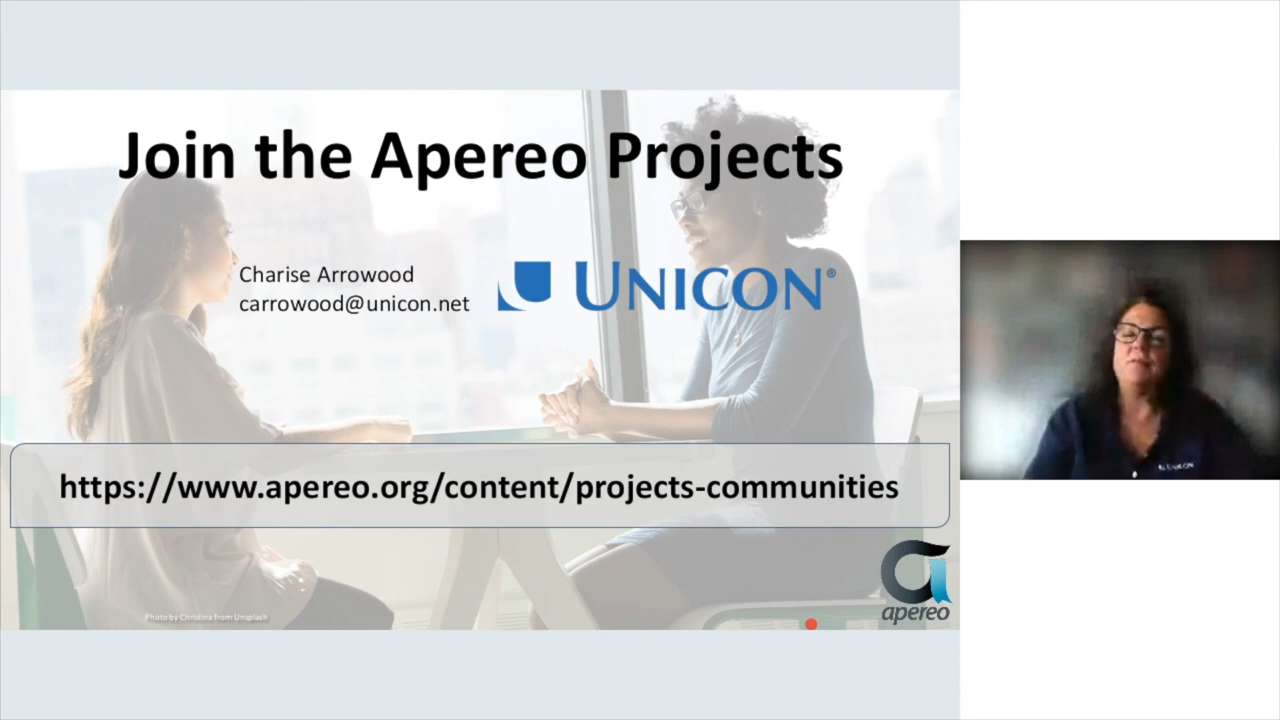 Join the Apereo Projects
Charise Arrowood
carrowood@unicon.net
UNICON®
https://www.apereo.org/content/projects-communities
apereo
Photo by Christina from Unsplash
UNICON